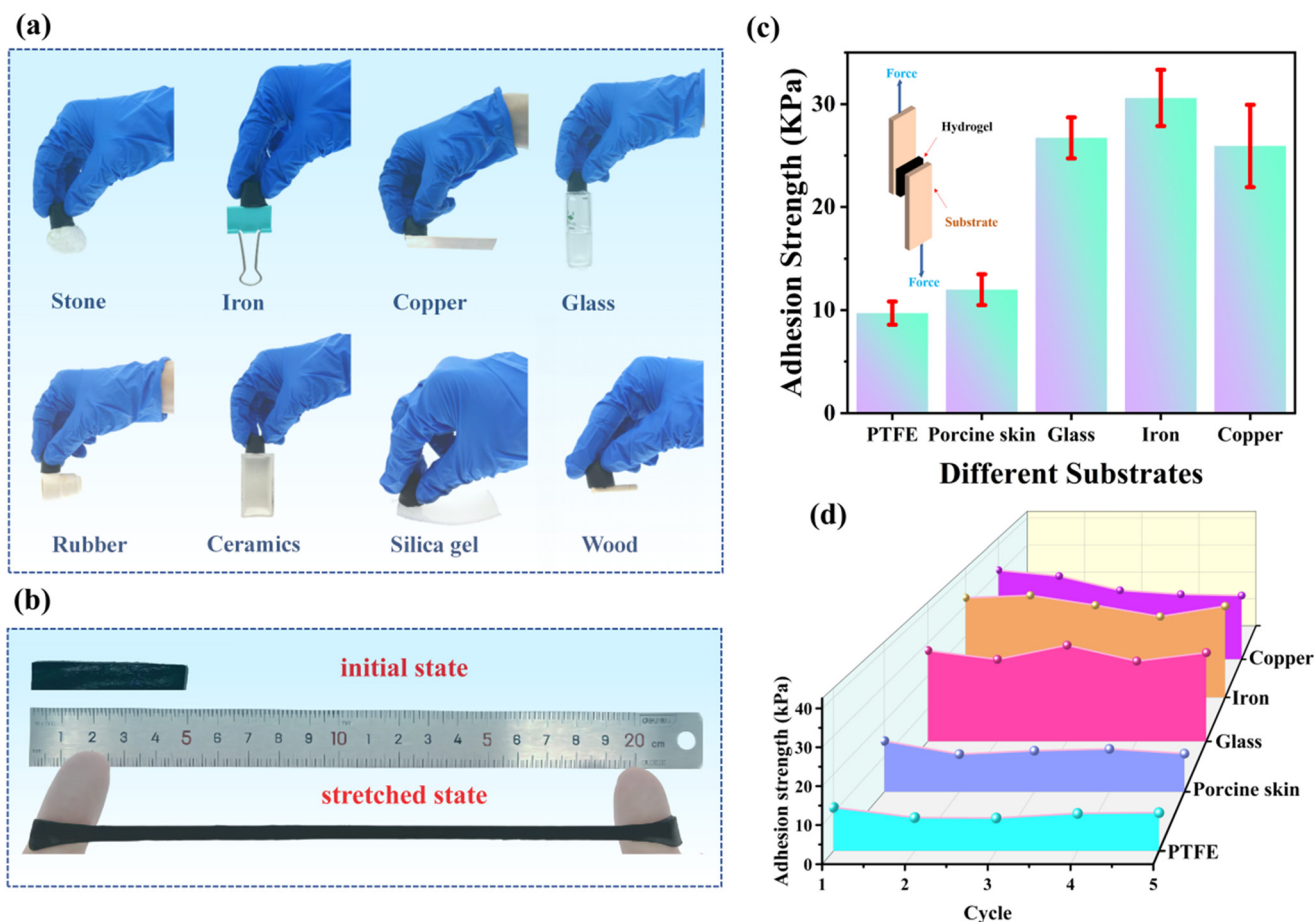 (a)
Stone Iron Copper Glass
Rubber Ceramics Silica gel Wood
(b)
initial state
1 2 3 4 5 6 7 8 9 10 1 2 3 4 5 6 7 8 9 20 cm
stretched state
(c)
Adhesion Strength (KPa)
30
20
10
0
Force
Hydrogel
Substrate
Force
PTFE Porcine skin Glass Iron Copper
Different Substrates
(d)
Adhesion strength (kPa)
40
30
20
10
0
Copper
Iron
Glass
Porcine skin
PTFE
1 2 3 4 5
Cycle